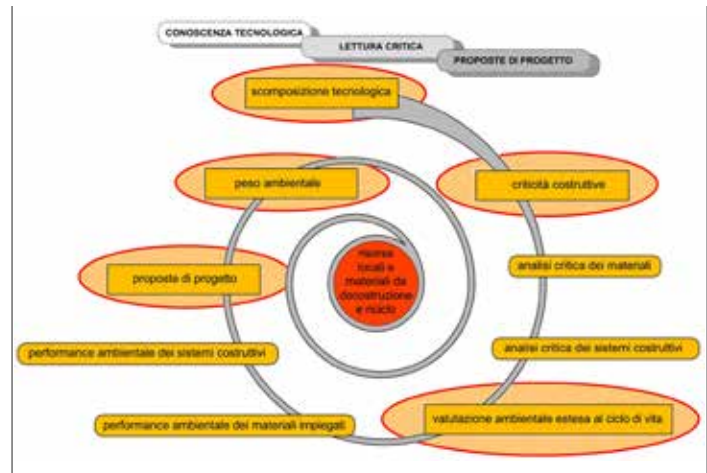 CONOSCENZA TECNOLOGICA
LETTURA CRITICA
PROPOSTE DI PROGETTO
scomposizione tecnologica
peso ambientale
criticità costruttive
analisi critica dei materiali
proposte di progetto
risorse
locali e
materiali da
decostruzione
e riciclo
performance ambientale dei sistemi costruttivi
analisi critica dei sistemi costruttivi
performance ambientale dei materiali impiegati
valutazione ambientale estesa al ciclo di vita